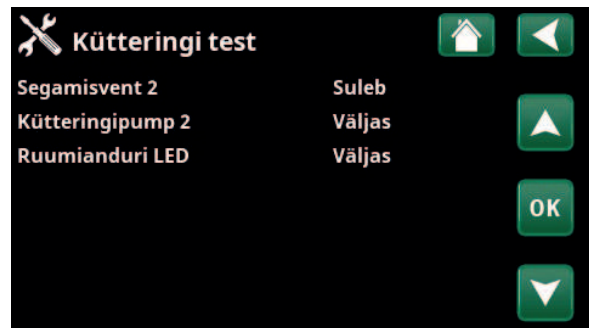 Kütteringi test
Segamisvent 2 Suleb
Kütteringipump 2 Väljas
Ruumianduri LED Väljas
OK